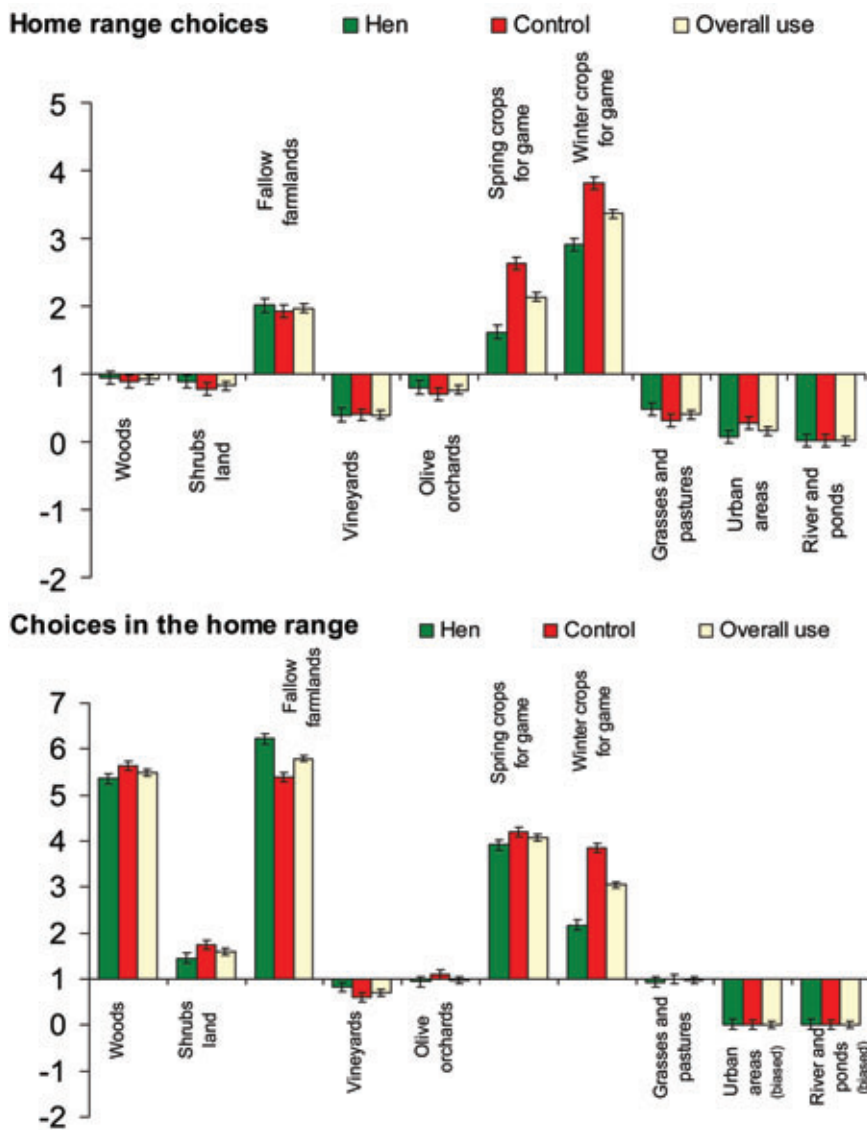 Home range choices Hen Control Overall use
5
4
3
2
1
0
-1
-2
Woods
Shrubs
land
Fallow
farmlands
Vineyards
Olive
orchards
Spring crops
for game
Winter crops
for game
Grasses and
pastures
Urban
areas
River and
ponds
Choices in the home range Hen Control Overall use
7
6
5
4
3
2
1
0
-1
-2
Woods
Shrubs
land
Fallow
farmlands
Vineyards
Olive
orchards
Spring crops
for game
Winter crops
for game
Grasses and
pastures
Urban
areas
(biased)
River and
ponds (biased)